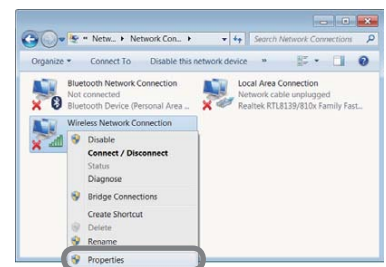 Netw... Network Con... Search Network Connections
Organize Connect To Disable this network device »
Bluetooth Network Connection
Not connected
Bluetooth Device (Personal Area ...
Local Area Connection
Network cable unplugged
Realtek RTL8139/810x Family Fast...
Wireless Network Connection
Disable
Connect / Disconnect
Status
Diagnose
Bridge Connections
Create Shortcut
Delete
Rename
Properties